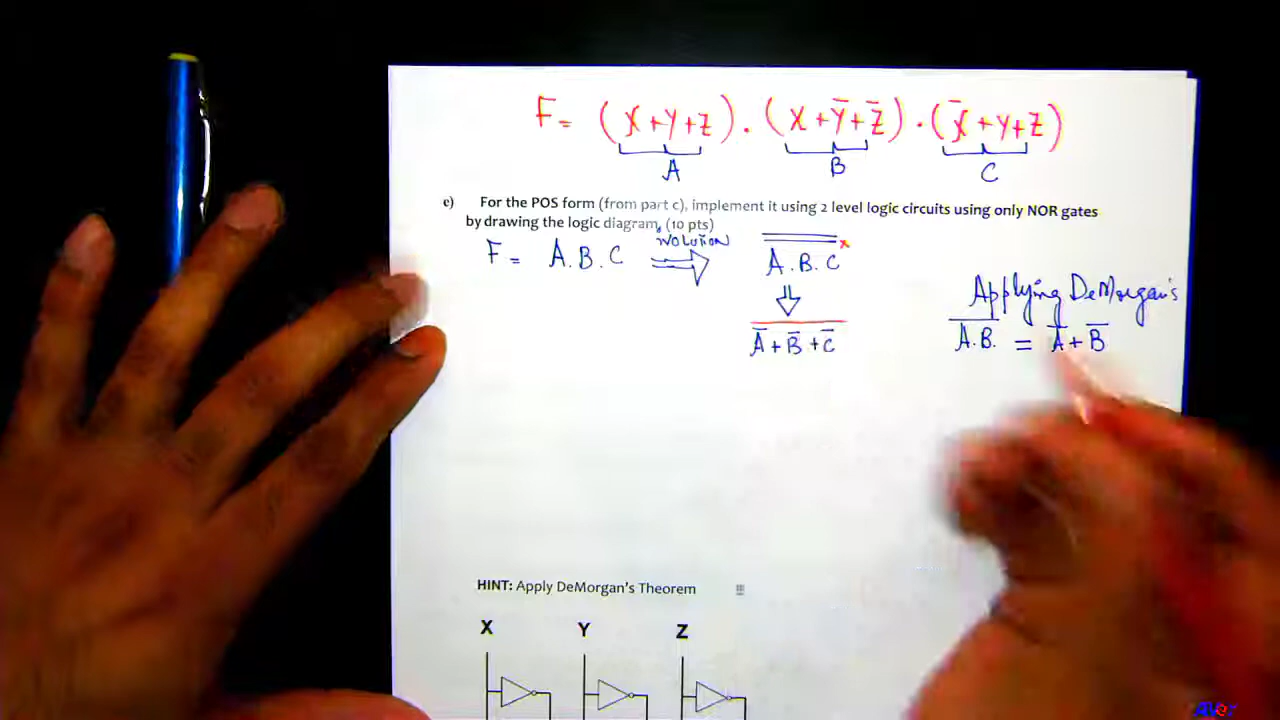 F = (X+Y+Z) . (X+Ȳ+Z̄) . (X̄+Y+Z)
A B C
e) For the POS form (from part c), implement it using 2 level logic circuits using only NOR gates
by drawing the logic diagram. (10 pts)
F = A.B.C ⇒ A̿.̿B̿.̿C̿ x
⇓
Applying DeMorgan's
Ā + B̄ + C̄
A̅.̅B̅.̅ = Ā + B̄
HINT: Apply DeMorgan's Theorem
X Y Z